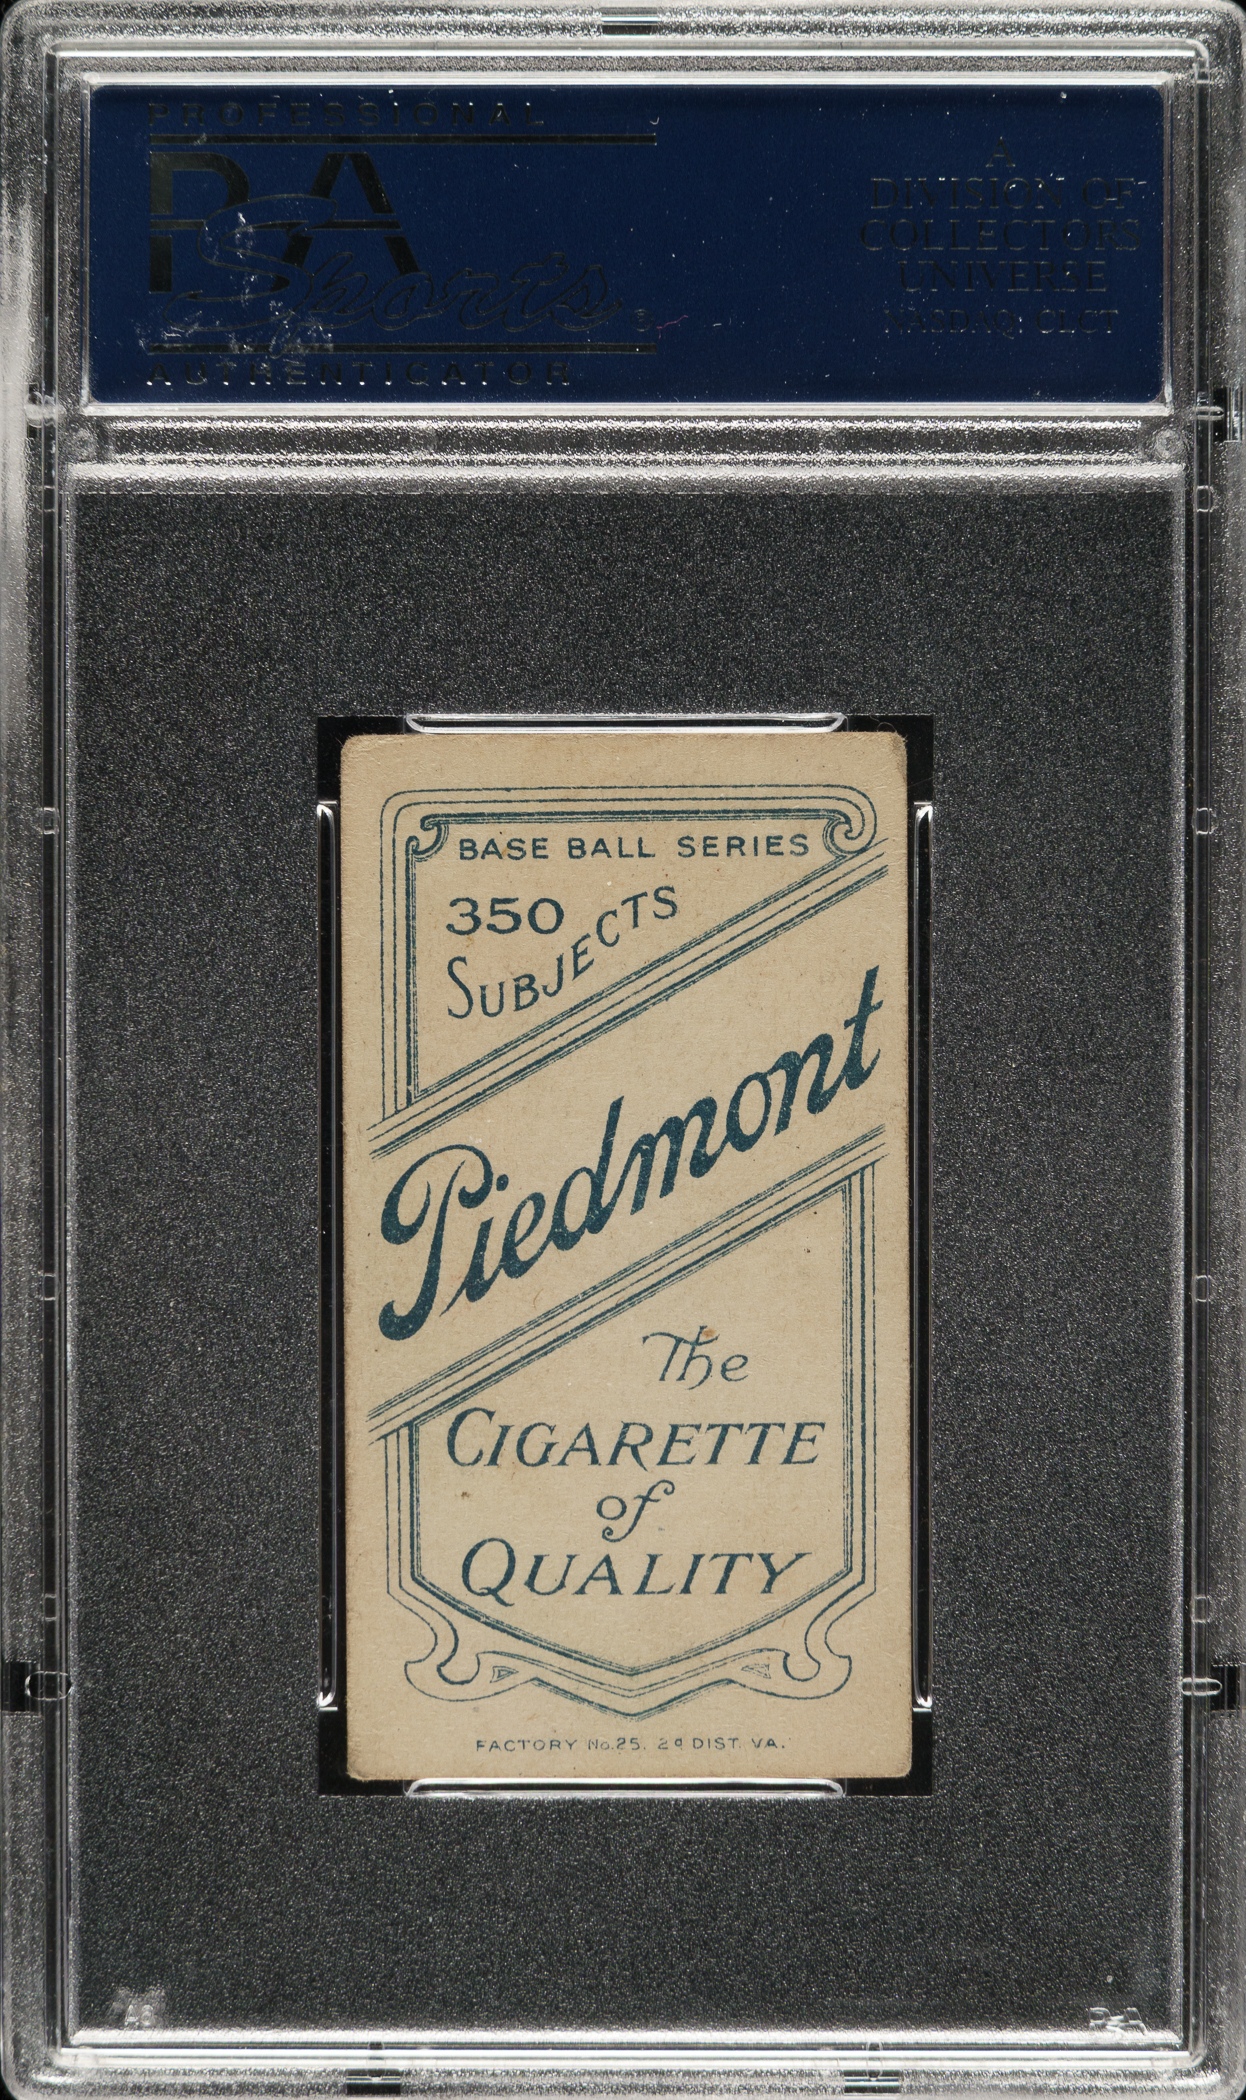 PROFESSIONAL
PSA
Sports ®
AUTHENTICATOR
A
DIVISION OF
COLLECTORS
UNIVERSE
NASDAQ: CLCT
BASE BALL SERIES
350
SUBJECTS
Piedmont
The
CIGARETTE
of
QUALITY
FACTORY No. 25. 2d DIST. VA.
PSA